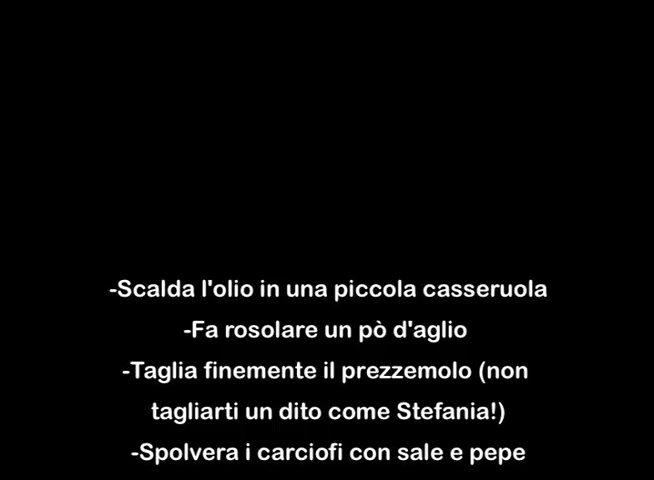 -Scalda l'olio in una piccola casseruola
-Fa rosolare un pò d'aglio
-Taglia finemente il prezzemolo (non
tagliarti un dito come Stefania!)
-Spolvera i carciofi con sale e pepe